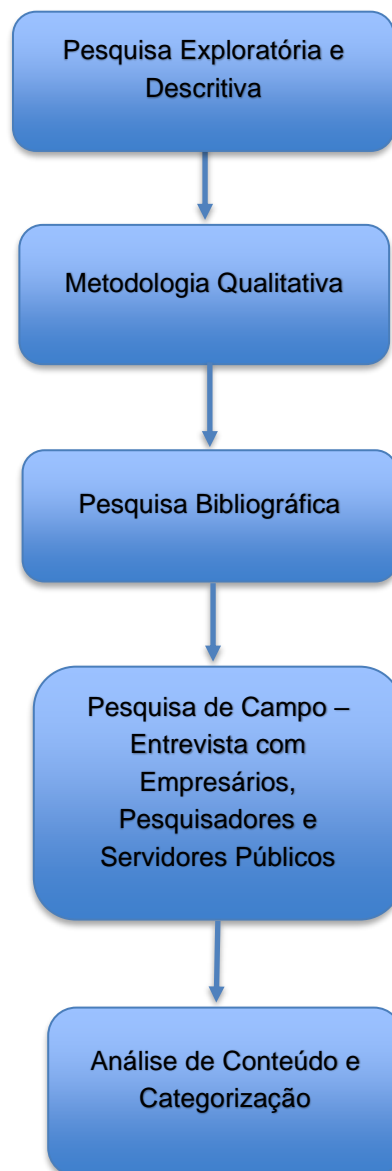 Pesquisa Exploratória e
Descritiva
Metodologia Qualitativa
Pesquisa Bibliográfica
Pesquisa de Campo –
Entrevista com
Empresários,
Pesquisadores e
Servidores Públicos
Análise de Conteúdo e
Categorização